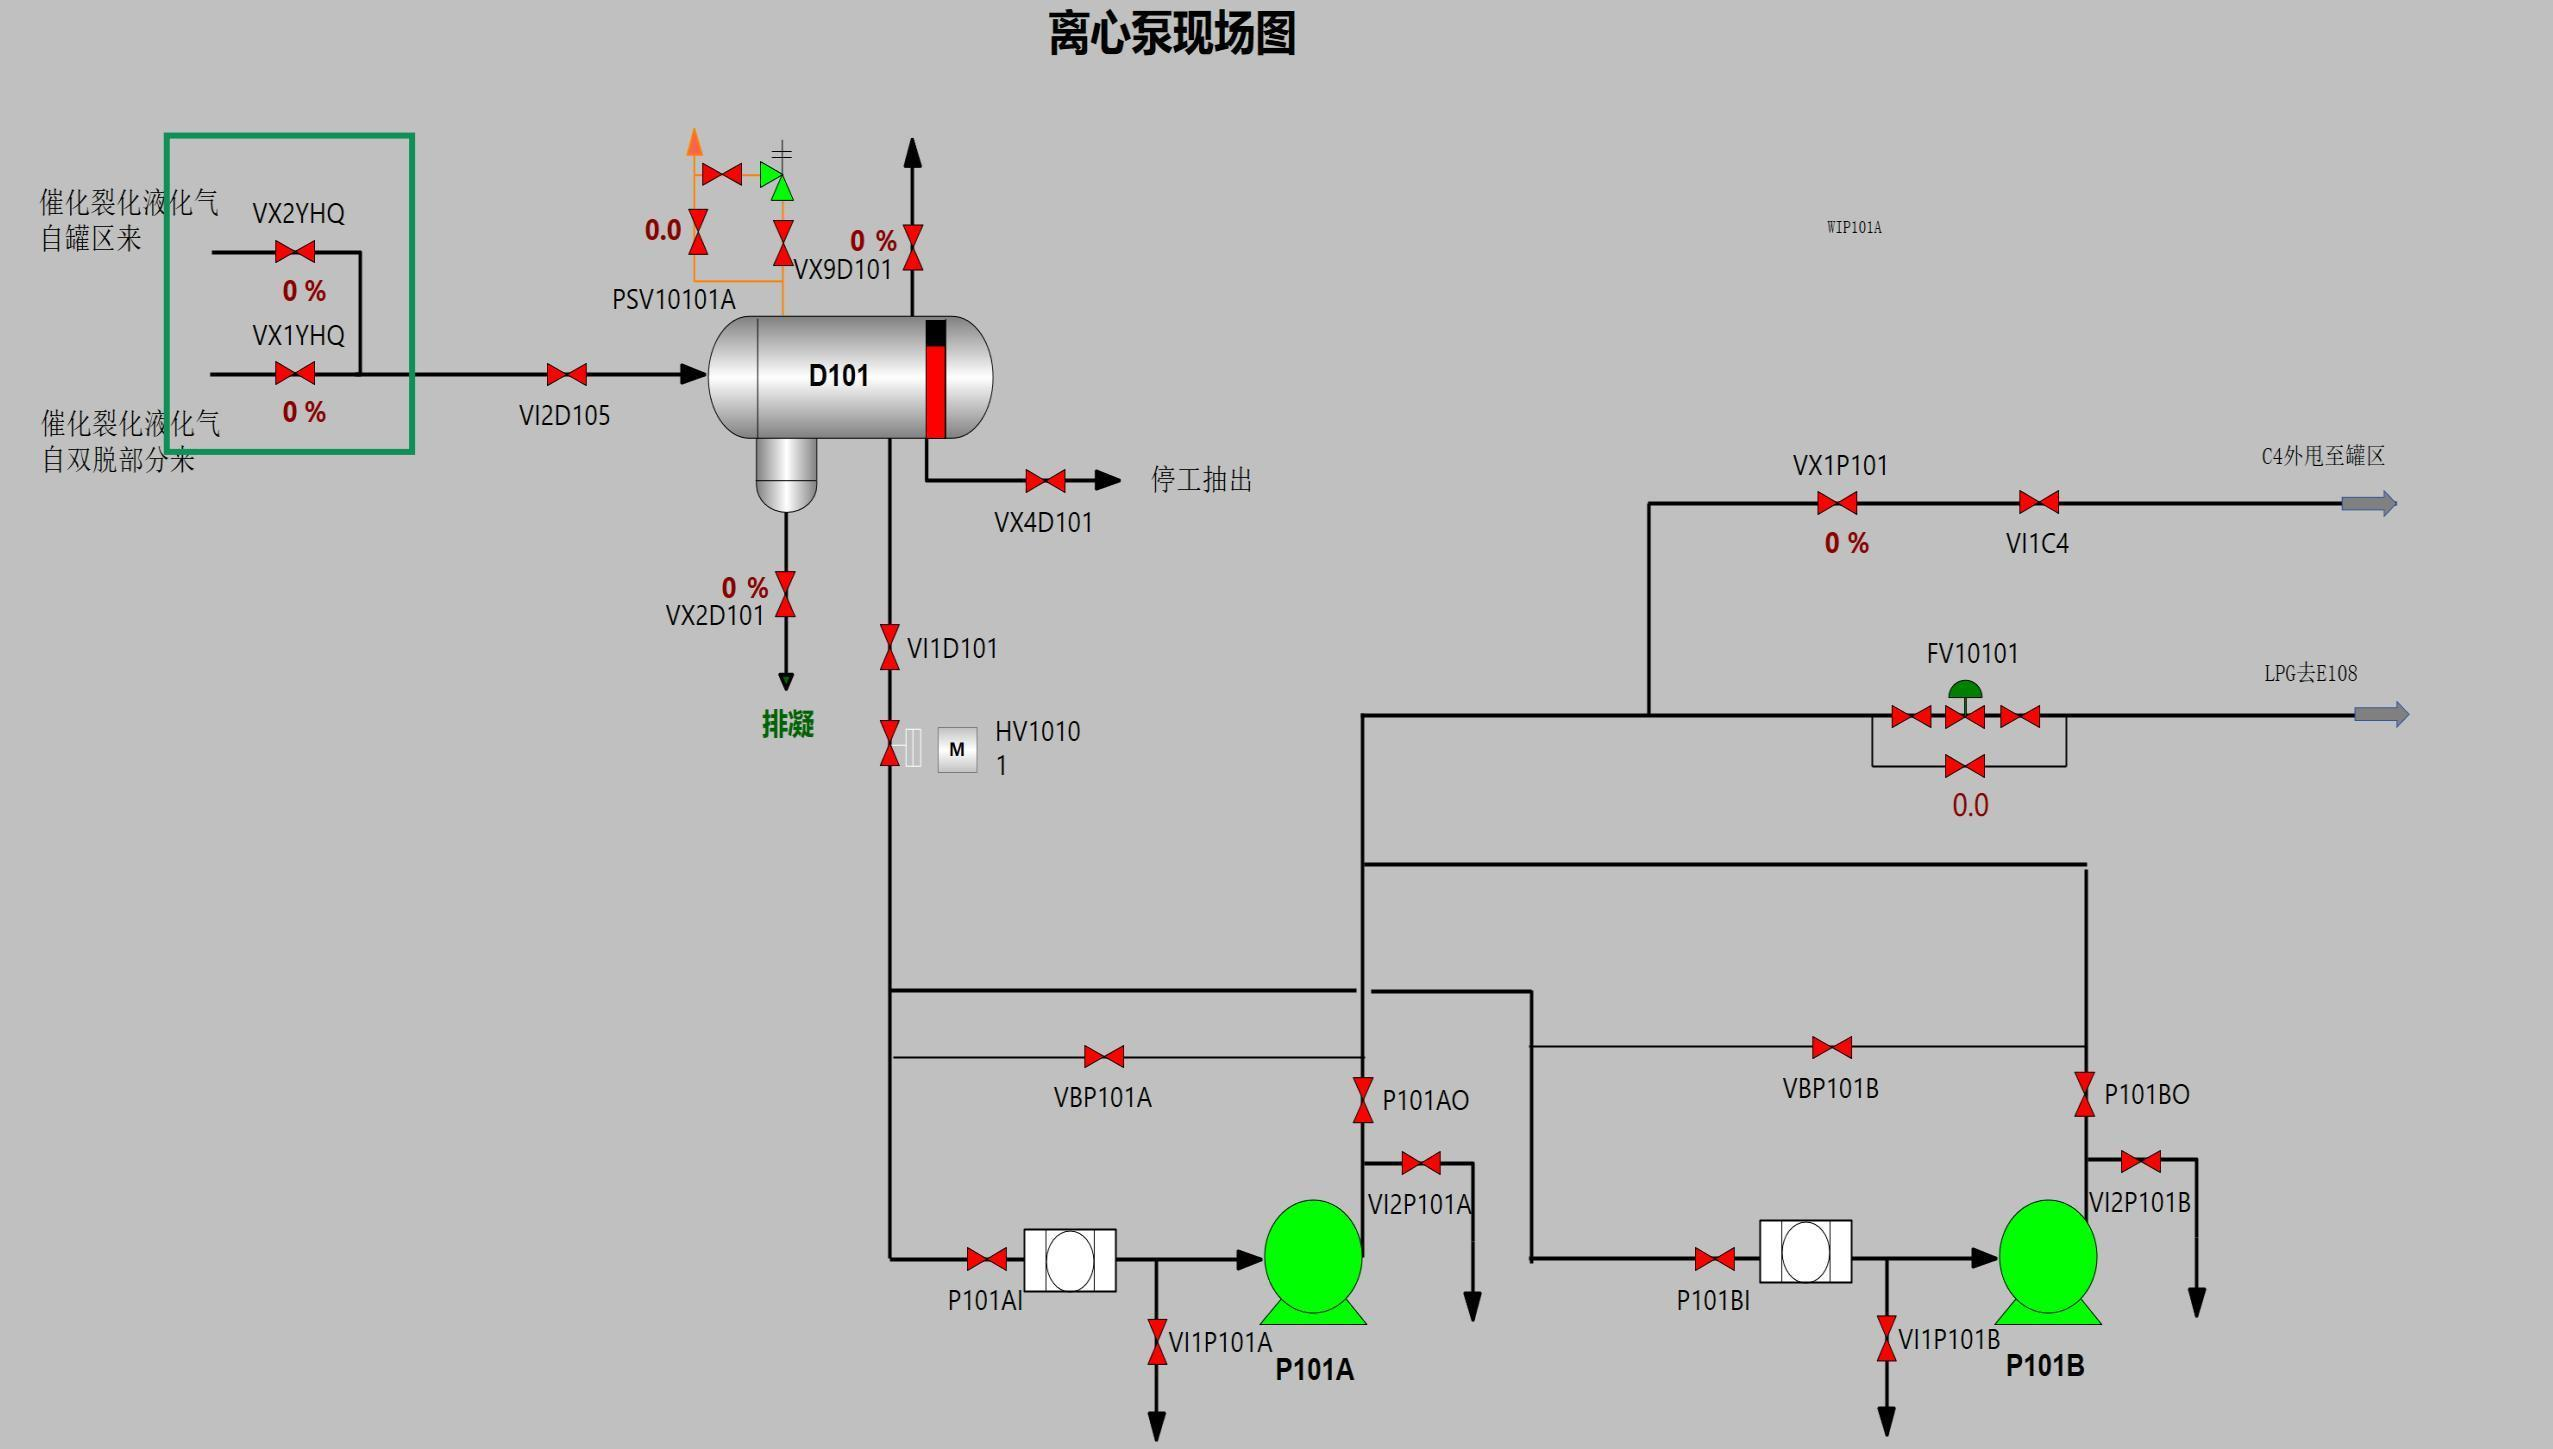 离心泵现场图
催化裂化液化气
自罐区来
VX2YHQ
0 %
VX1YHQ
0 %
催化裂化液化气
自双脱部分来
VI2D105
0.0
PSV10101A
0 %
VX9D101
WIP101A
D101
停工抽出
VX4D101
0 %
VX2D101
排凝
VI1D101
M
HV1010
1
VX1P101
0 %
VI1C4
C4外甩至罐区
FV10101
LPG去E108
0.0
VBP101A
P101AO
VI2P101A
P101AI
VI1P101A
P101A
VBP101B
P101BO
VI2P101B
P101BI
VI1P101B
P101B